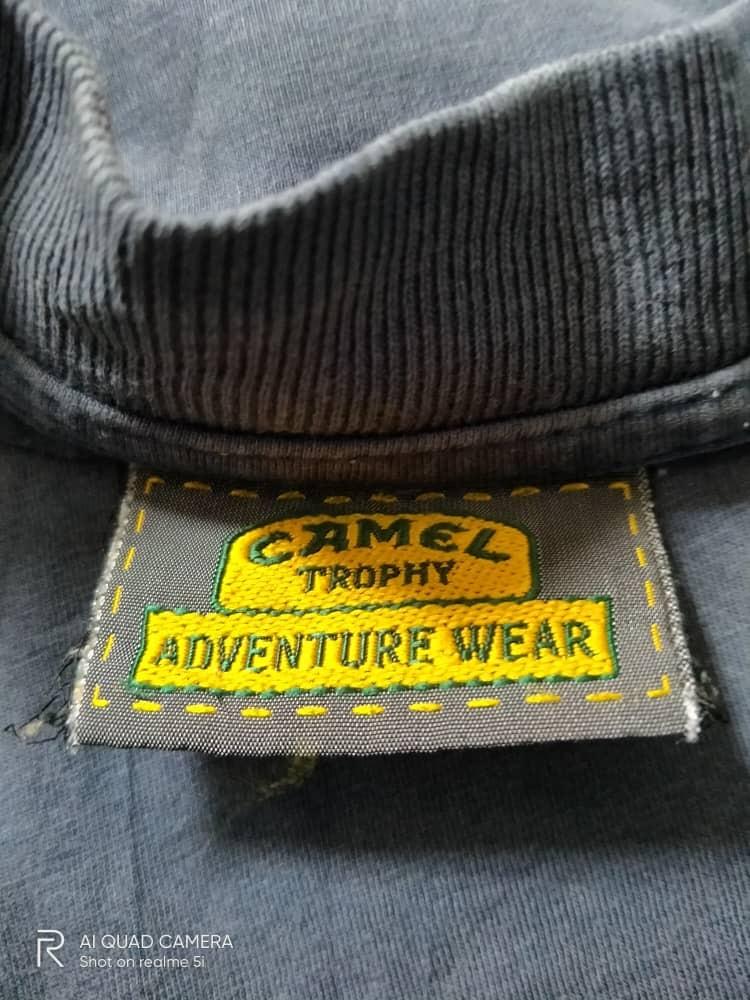 CAMEL
TROPHY
ADVENTURE WEAR
AI QUAD CAMERA
Shot on realme 5i